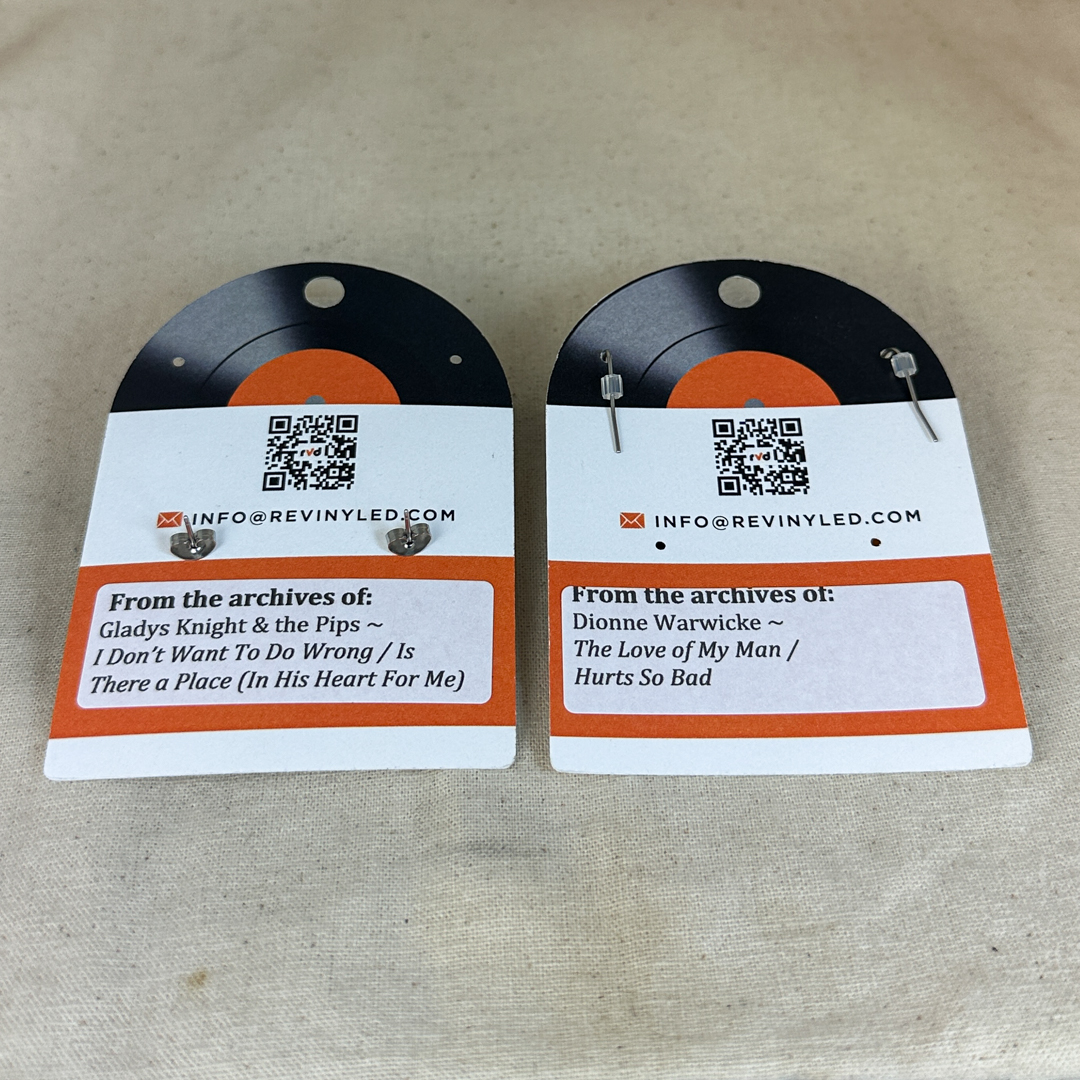 rvd
INFO@REVINYLED.COM
From the archives of:
Gladys Knight & the Pips ~
I Don't Want To Do Wrong / Is
There a Place (In His Heart For Me)
rvd
INFO@REVINYLED.COM
From the archives of:
Dionne Warwicke ~
The Love of My Man /
Hurts So Bad